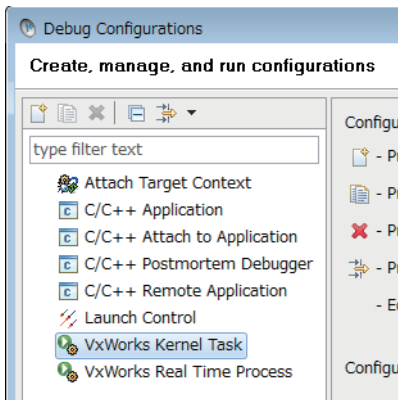 Debug Configurations
Create, manage, and run configurations
type filter text
Attach Target Context
C/C++ Application
C/C++ Attach to Application
C/C++ Postmortem Debugger
C/C++ Remote Application
Launch Control
VxWorks Kernel Task
VxWorks Real Time Process
Configu
- Pr
- Pr
- Pr
- Pr
- Ed
Configu